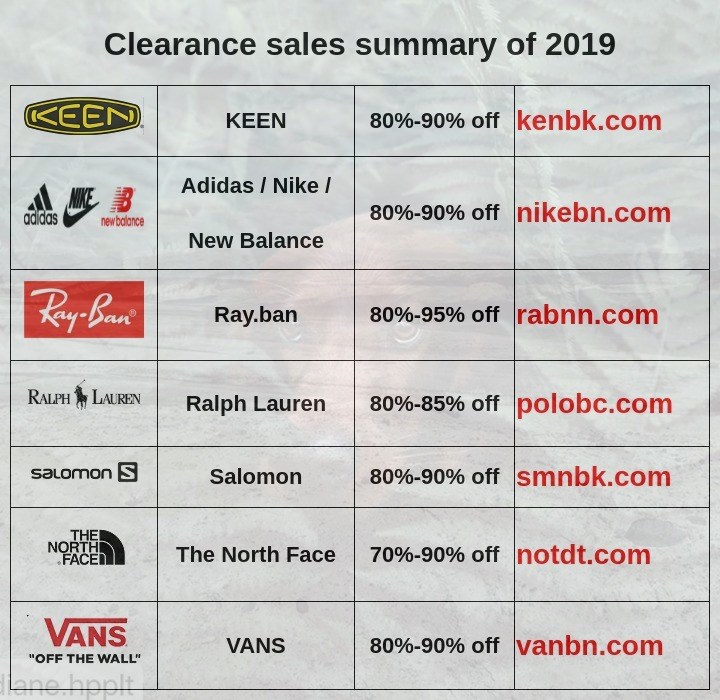 Clearance sales summary of 2019
KEEN
KEEN
80%-90% off
kenbk.com
adidas
NIKE
new balance
Adidas / Nike /
New Balance
80%-90% off
nikebn.com
Ray-Ban
Ray.ban
80%-95% off
rabnn.com
RALPH LAUREN
Ralph Lauren
80%-85% off
polobc.com
salomon S
Salomon
80%-90% off
smnbk.com
THE
NORTH
FACE
The North Face
70%-90% off
notdt.com
VANS
"OFF THE WALL"
VANS
80%-90% off
vanbn.com
diane.hpplt